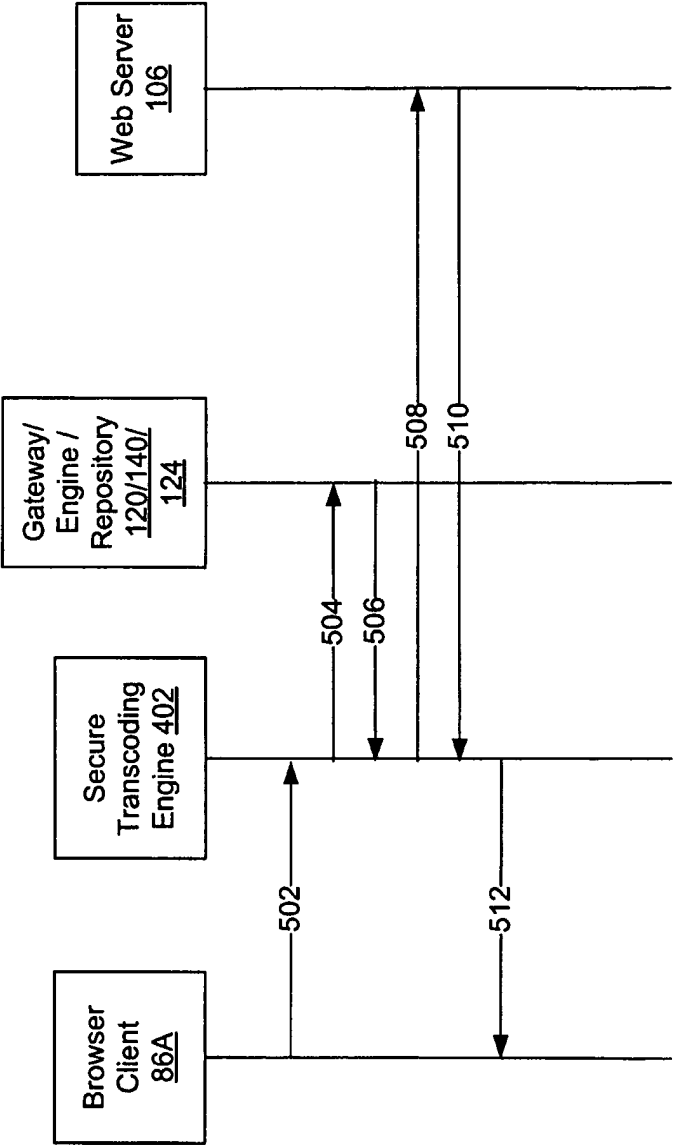 Browser
Client
86A
Secure
Transcoding
Engine 402
Gateway/
Engine /
Repository
120/140/
124
Web Server
106
502
504
506
508
510
512